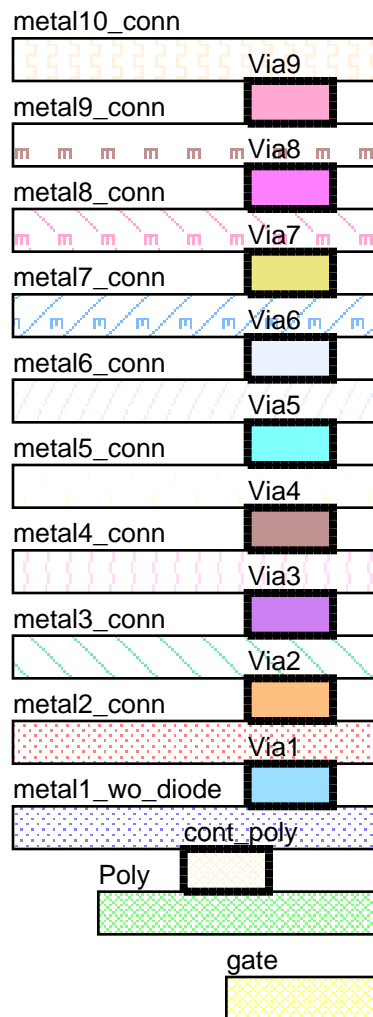 metal10_conn
Via9
metal9_conn
Via8
metal8_conn
Via7
metal7_conn
Via6
metal6_conn
Via5
metal5_conn
Via4
metal4_conn
Via3
metal3_conn
Via2
metal2_conn
Via1
metal1_wo_diode
cont_poly
Poly
gate